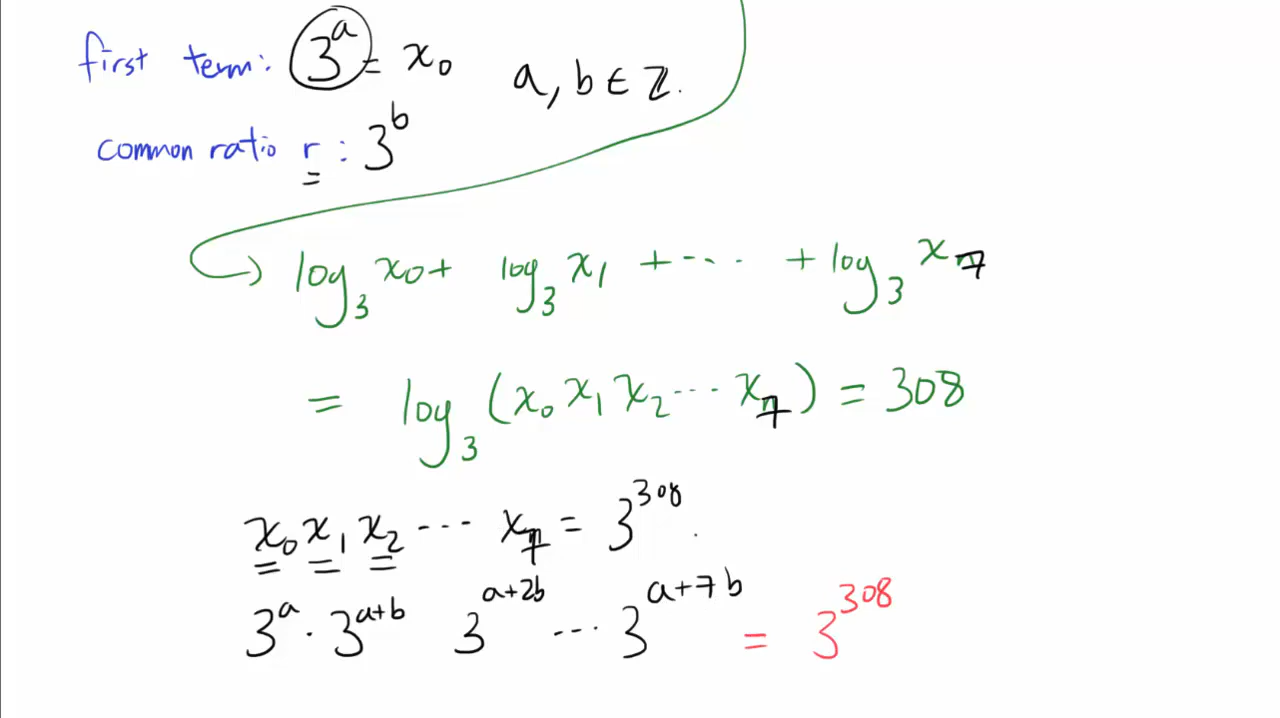 first term: 3^a = x₀ a, b ∈ ℤ.
common ratio r : 3^b
log₃ x₀ + log₃ x₁ + ··· + log₃ x₇
= log₃ (x₀ x₁ x₂ ··· x₇) = 308
x₀ x₁ x₂ ··· x₇ = 3^308.
3^a · 3^(a+b) 3^(a+2b) ··· 3^(a+7b) = 3^308